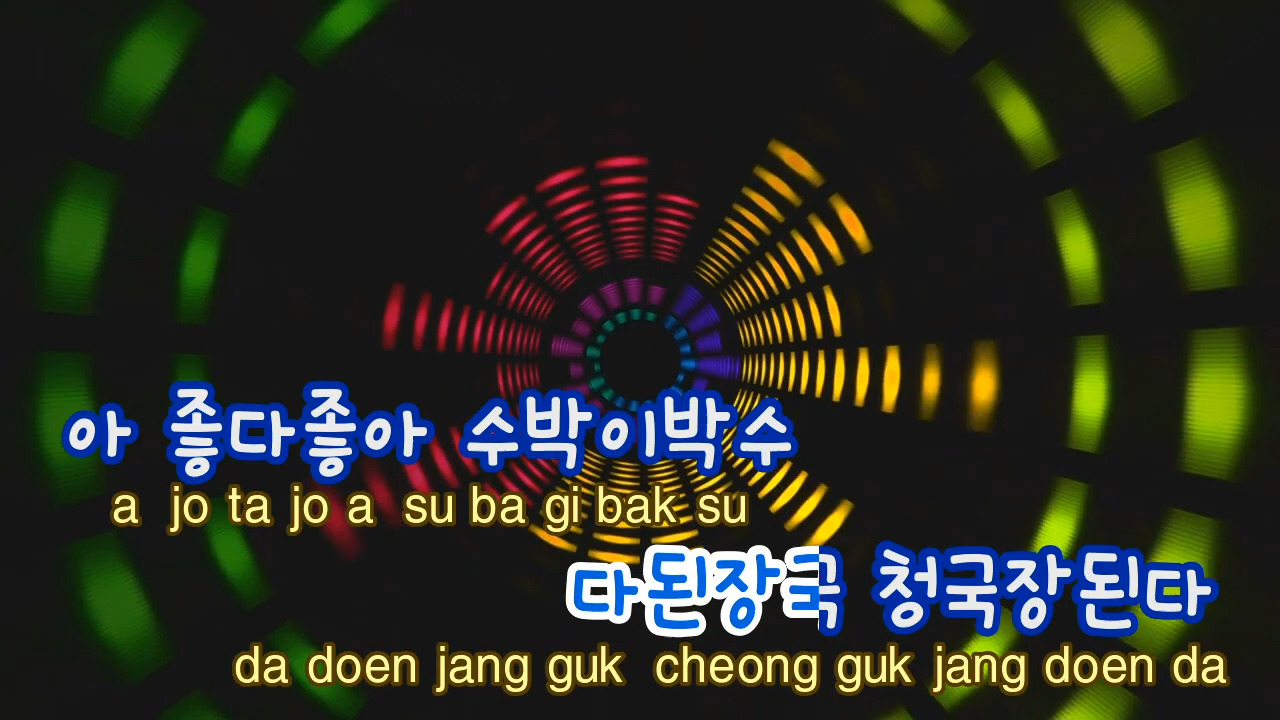 아 좋다좋아 수박이박수
a jo ta jo a su ba gi bak su
다된장국 청국장된다
da doen jang guk cheong guk jang doen da